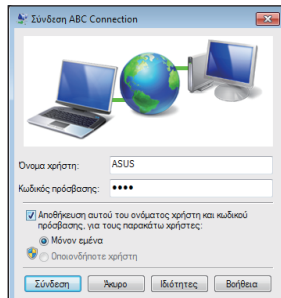 Σύνδεση ABC Connection
Όνομα χρήστη: ASUS
Κωδικός πρόσβασης: ••••
Αποθήκευση αυτού του ονόματος χρήστη και κωδικού
πρόσβασης, για τους παρακάτω χρήστες:
Μόνον εμένα
Οποιονδήποτε χρήστη
Σύνδεση Άκυρο Ιδιότητες Βοήθεια